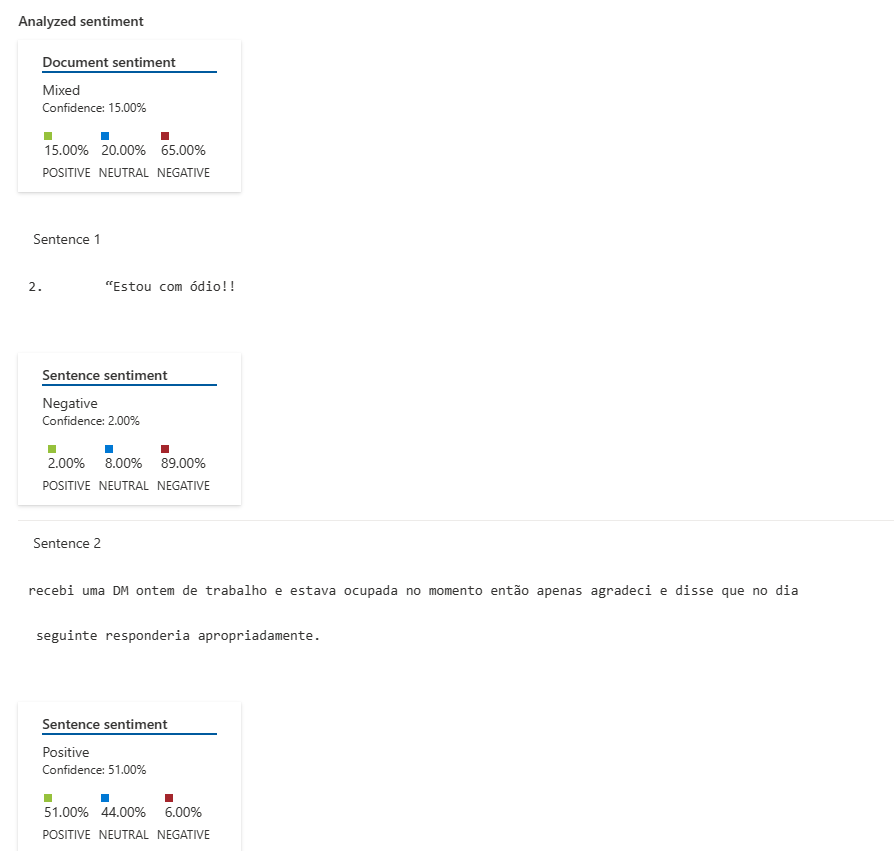 Analyzed sentiment
Document sentiment
Mixed
Confidence: 15.00%
15.00% 20.00% 65.00%
POSITIVE NEUTRAL NEGATIVE
Sentence 1
2. “Estou com ódio!!
Sentence sentiment
Negative
Confidence: 2.00%
2.00% 8.00% 89.00%
POSITIVE NEUTRAL NEGATIVE
Sentence 2
recebi uma DM ontem de trabalho e estava ocupada no momento então apenas agradeci e disse que no dia
seguinte responderia apropriadamente.
Sentence sentiment
Positive
Confidence: 51.00%
51.00% 44.00% 6.00%
POSITIVE NEUTRAL NEGATIVE